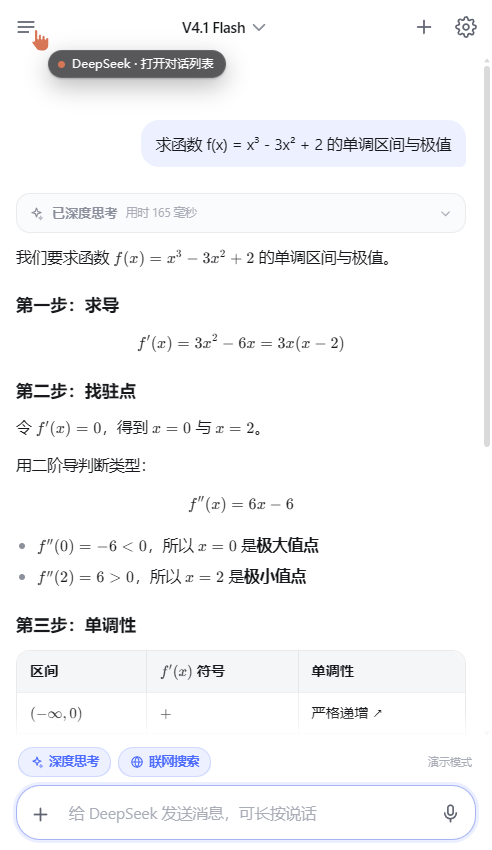 V4.1 Flash
DeepSeek · 打开对话列表
求函数 f(x) = x³ - 3x² + 2 的单调区间与极值
已深度思考 用时 165 毫秒
我们要求函数 f(x) = x³ − 3x² + 2 的单调区间与极值。
第一步：求导
f′(x) = 3x² − 6x = 3x(x − 2)
第二步：找驻点
令 f′(x) = 0，得到 x = 0 与 x = 2。
用二阶导判断类型：
f″(x) = 6x − 6
• f″(0) = −6 < 0，所以 x = 0 是极大值点
• f″(2) = 6 > 0，所以 x = 2 是极小值点
第三步：单调性
区间 f′(x) 符号 单调性
(−∞, 0) + 严格递增 ↗
深度思考 联网搜索 演示模式
给 DeepSeek 发送消息，可长按说话